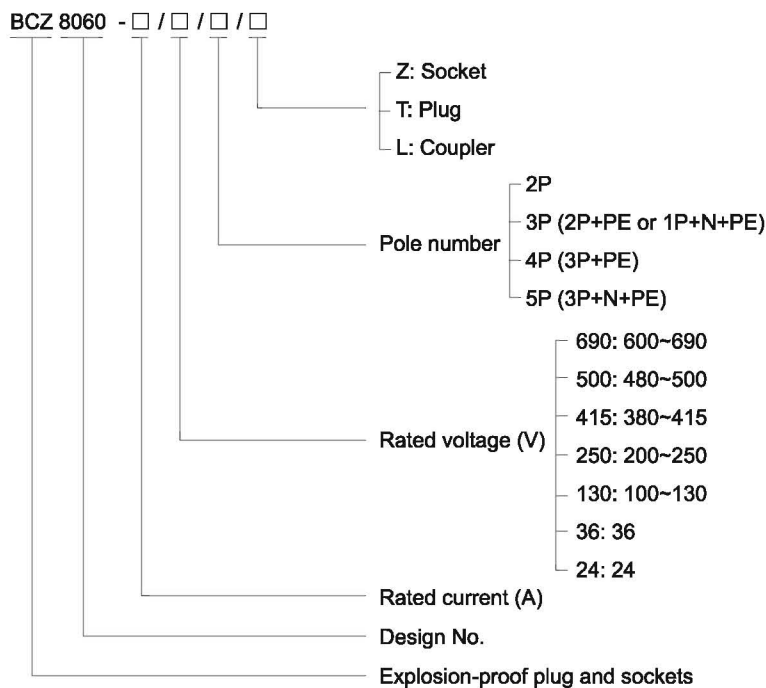 BCZ 8060 - □ / □ / □ / □
Z: Socket
T: Plug
L: Coupler
Pole number
2P
3P (2P+PE or 1P+N+PE)
4P (3P+PE)
5P (3P+N+PE)
Rated voltage (V)
690: 600~690
500: 480~500
415: 380~415
250: 200~250
130: 100~130
36: 36
24: 24
Rated current (A)
Design No.
Explosion-proof plug and sockets